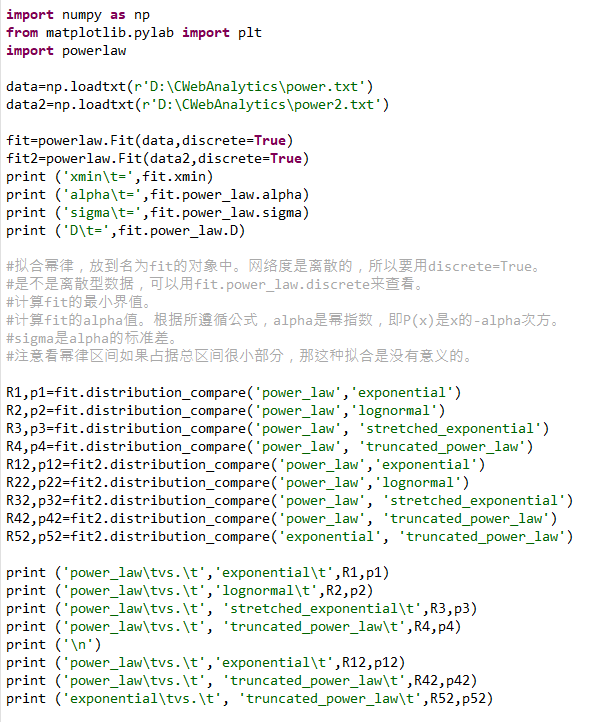 import numpy as np
from matplotlib.pylab import plt
import powerlaw
data=np.loadtxt(r'D:\CWebAnalytics\power.txt')
data2=np.loadtxt(r'D:\CWebAnalytics\power2.txt')
fit=powerlaw.Fit(data,discrete=True)
fit2=powerlaw.Fit(data2,discrete=True)
print ('xmin\t=',fit.xmin)
print ('alpha\t=',fit.power_law.alpha)
print ('sigma\t=',fit.power_law.sigma)
print ('D\t=',fit.power_law.D)
#拟合幂律，放到名为fit的对象中。网络度是离散的，所以要用discrete=True。
#是不是离散型数据，可以用fit.power_law.discrete来查看。
#计算fit的最小界值。
#计算fit的alpha值。根据所遵循公式，alpha是幂指数，即P(x)是x的-alpha次方。
#sigma是alpha的标准差。
#注意看幂律区间如果占据总区间很小部分，那这种拟合是没有意义的。
R1,p1=fit.distribution_compare('power_law','exponential')
R2,p2=fit.distribution_compare('power_law','lognormal')
R3,p3=fit.distribution_compare('power_law', 'stretched_exponential')
R4,p4=fit.distribution_compare('power_law', 'truncated_power_law')
R12,p12=fit2.distribution_compare('power_law','exponential')
R22,p22=fit2.distribution_compare('power_law','lognormal')
R32,p32=fit2.distribution_compare('power_law', 'stretched_exponential')
R42,p42=fit2.distribution_compare('power_law', 'truncated_power_law')
R52,p52=fit2.distribution_compare('exponential', 'truncated_power_law')
print ('power_law\tvs.\t','exponential\t',R1,p1)
print ('power_law\tvs.\t','lognormal\t',R2,p2)
print ('power_law\tvs.\t', 'stretched_exponential\t',R3,p3)
print ('power_law\tvs.\t', 'truncated_power_law\t',R4,p4)
print ('\n')
print ('power_law\tvs.\t','exponential\t',R12,p12)
print ('power_law\tvs.\t', 'truncated_power_law\t',R42,p42)
print ('exponential\tvs.\t', 'truncated_power_law\t',R52,p52)